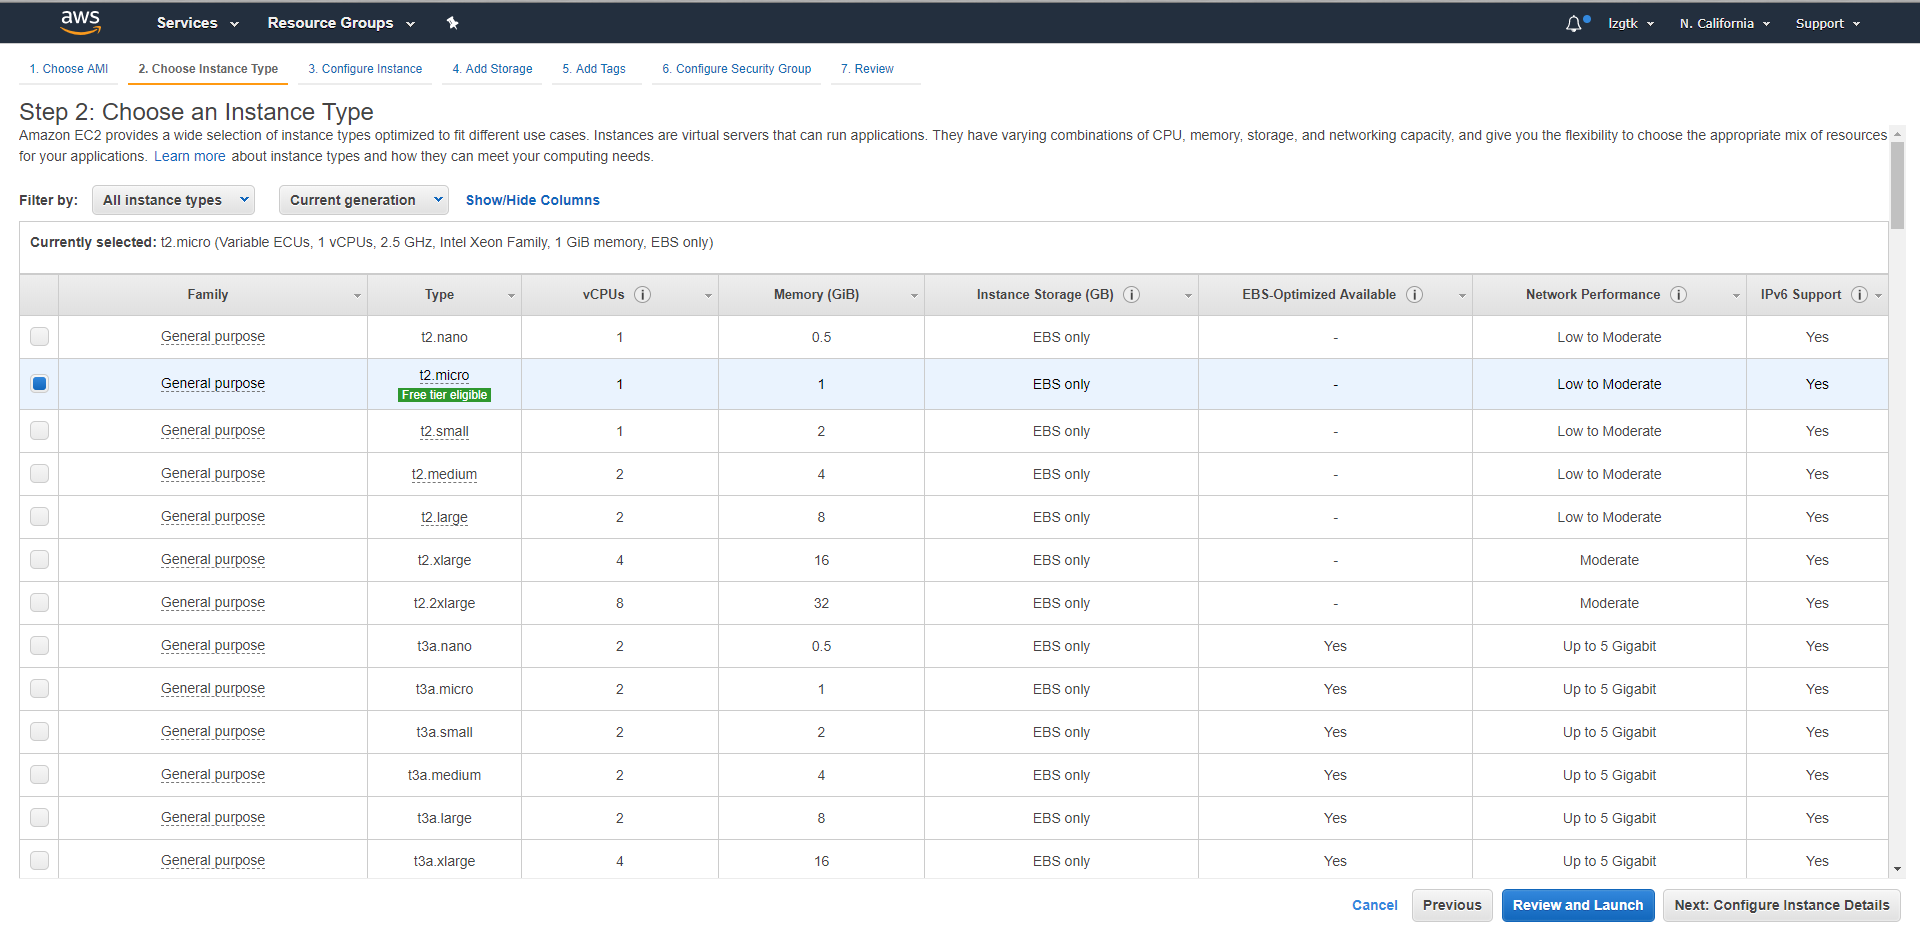 aws Services Resource Groups lzgtk N. California Support
1. Choose AMI 2. Choose Instance Type 3. Configure Instance 4. Add Storage 5. Add Tags 6. Configure Security Group 7. Review
Step 2: Choose an Instance Type
Amazon EC2 provides a wide selection of instance types optimized to fit different use cases. Instances are virtual servers that can run applications. They have varying combinations of CPU, memory, storage, and networking capacity, and give you the flexibility to choose the appropriate mix of resources
for your applications. Learn more about instance types and how they can meet your computing needs.
Filter by: All instance types Current generation Show/Hide Columns
Currently selected: t2.micro (Variable ECUs, 1 vCPUs, 2.5 GHz, Intel Xeon Family, 1 GiB memory, EBS only)
Family Type vCPUs i Memory (GiB) Instance Storage (GB) i EBS-Optimized Available i Network Performance i IPv6 Support i
General purpose t2.nano 1 0.5 EBS only - Low to Moderate Yes
General purpose t2.micro 1 1 EBS only - Low to Moderate Yes
Free tier eligible
General purpose t2.small 1 2 EBS only - Low to Moderate Yes
General purpose t2.medium 2 4 EBS only - Low to Moderate Yes
General purpose t2.large 2 8 EBS only - Low to Moderate Yes
General purpose t2.xlarge 4 16 EBS only - Moderate Yes
General purpose t2.2xlarge 8 32 EBS only - Moderate Yes
General purpose t3a.nano 2 0.5 EBS only Yes Up to 5 Gigabit Yes
General purpose t3a.micro 2 1 EBS only Yes Up to 5 Gigabit Yes
General purpose t3a.small 2 2 EBS only Yes Up to 5 Gigabit Yes
General purpose t3a.medium 2 4 EBS only Yes Up to 5 Gigabit Yes
General purpose t3a.large 2 8 EBS only Yes Up to 5 Gigabit Yes
General purpose t3a.xlarge 4 16 EBS only Yes Up to 5 Gigabit Yes
Cancel Previous Review and Launch Next: Configure Instance Details